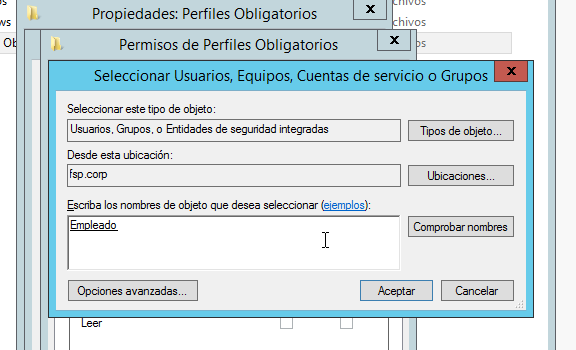 Propiedades: Perfiles Obligatorios
x
chivos
ws
chivos
Permisos de Perfiles Obligatorios
x
Ob
os
Seleccionar Usuarios, Equipos, Cuentas de servicio o Grupos
x
Seleccionar este tipo de objeto:
Usuarios, Grupos, o Entidades de seguridad integradas
Tipos de objeto...
Desde esta ubicación:
fsp.corp
Ubicaciones...
Escriba los nombres de objeto que desea seleccionar (ejemplos):
Empleado
Comprobar nombres
Opciones avanzadas...
Aceptar
Cancelar
Leer